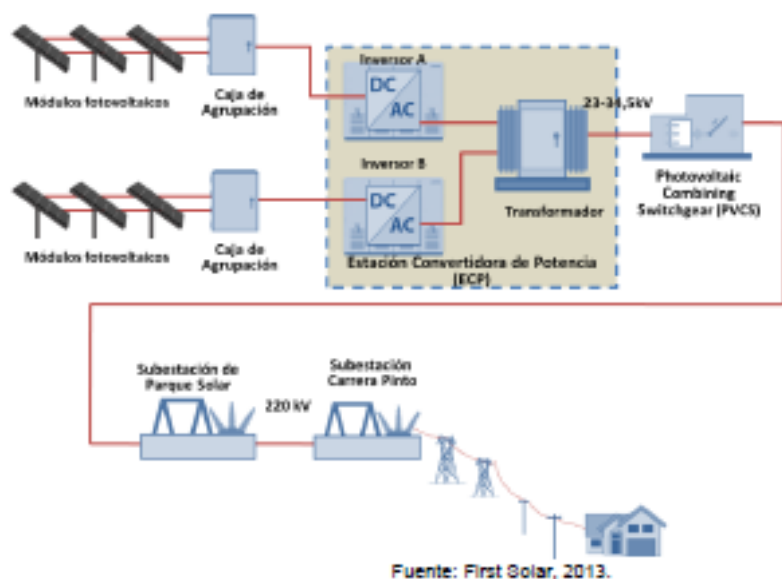 Módulos fotovoltaicos
Caja de
Agrupación
Inversor A
DC
AC
Transformador
23-34,5kV
Photovoltaic
Combining
Switchgear (PVCS)
Módulos fotovoltaicos
Caja de
Agrupación
Inversor B
DC
AC
Estación Convertidora de Potencia
(ECP)
Subestación de
Parque Solar
220 kV
Subestación
Carrera Pinto
Fuente: First Solar, 2013.